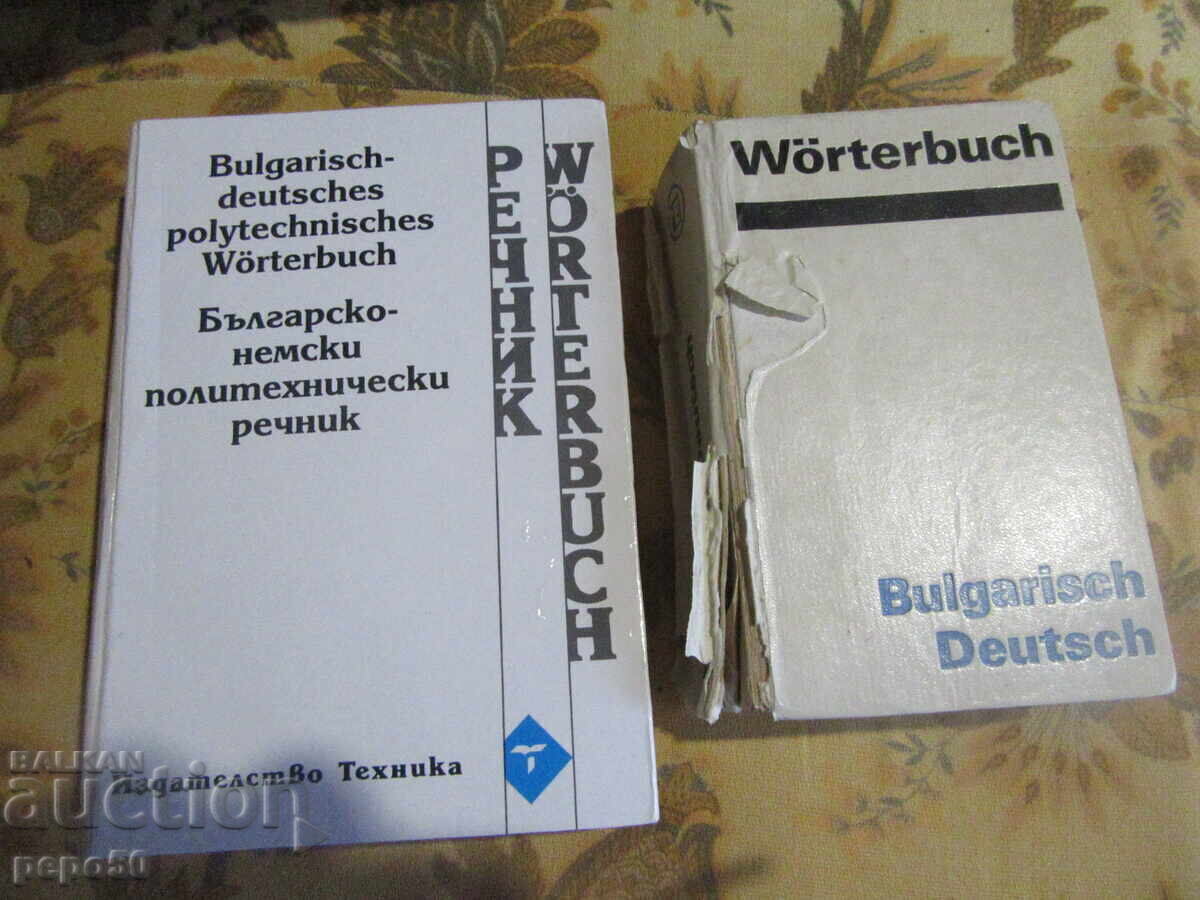 Bulgarisch-
deutsches
polytechnisches
Wörterbuch
Българско-
немски
политехнически
речник
РЕЧНИК
WÖRTERBUCH
Издателство Техника
Wörterbuch
Bulgarisch
Deutsch
BALKAN
auction
pepo50